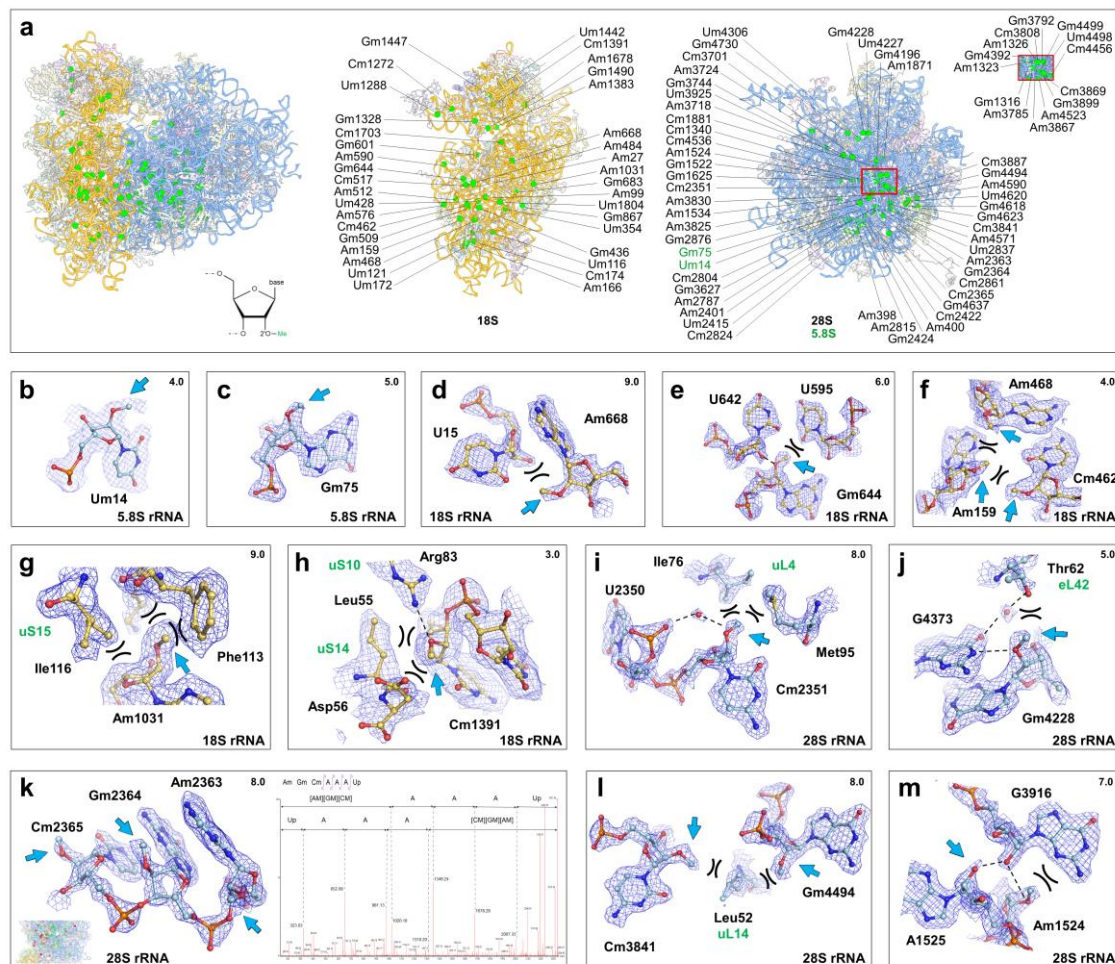 a
Gm1447
Cm1272
Um1288
Um1442
Cm1391
Am1678
Gm1490
Am1383
Gm1328
Cm1703
Gm601
Am590
Gm644
Cm517
Am512
Um428
Am576
Cm462
Gm509
Am159
Am468
Um121
Um172
Am668
Am484
Am27
Am1031
Gm683
Am99
Um1804
Gm867
Um354
Gm436
Um116
Cm174
Am166
18S
base
O
O
2'O
Me
Um4306
Gm4730
Cm3701
Am3724
Gm3744
Um3925
Am3718
Cm1881
Cm1340
Cm4536
Am1524
Gm1522
Gm1625
Cm2351
Am3830
Am1534
Am3825
Gm2876
Gm75
Um14
Cm2804
Gm3627
Am2787
Am2401
Um2415
Cm2824
Gm4228
Um4227
Gm4196
Am1871
Cm3887
Gm4494
Am4590
Um4620
Gm4618
Gm4623
Cm3841
Am4571
Um2837
Am2363
Gm2364
Cm2861
Cm2365
Gm4637
Cm2422
Am400
Am398
Am2815
Gm2424
28S
5.8S
Gm3792
Cm3808
Am1326
Gm4392
Am1323
Gm4499
Um4498
Cm4456
Cm3869
Gm3899
Am4523
Am3867
Gm1316
Am3785
b
4.0
Um14
5.8S rRNA
c
5.0
Gm75
5.8S rRNA
d
9.0
U15
Am668
18S rRNA
e
6.0
U642
U595
Gm644
18S rRNA
f
4.0
Am468
Cm462
Am159
18S rRNA
g
9.0
uS15
Ile116
Phe113
Am1031
18S rRNA
h
3.0
uS10
Arg83
Leu55
uS14
Asp56
Cm1391
18S rRNA
i
8.0
Ile76
uL4
U2350
Met95
Cm2351
28S rRNA
j
5.0
Thr62
eL42
G4373
Gm4228
28S rRNA
k
8.0
Am2363
Gm2364
Cm2365
28S rRNA
Am Gm Cm A A A Up
[AM][GM][CM] A A A Up
Up A A A [CM][GM][AM]
l
8.0
Leu52
uL14
Gm4494
Cm3841
28S rRNA
m
7.0
G3916
Am1524
A1525
28S rRNA